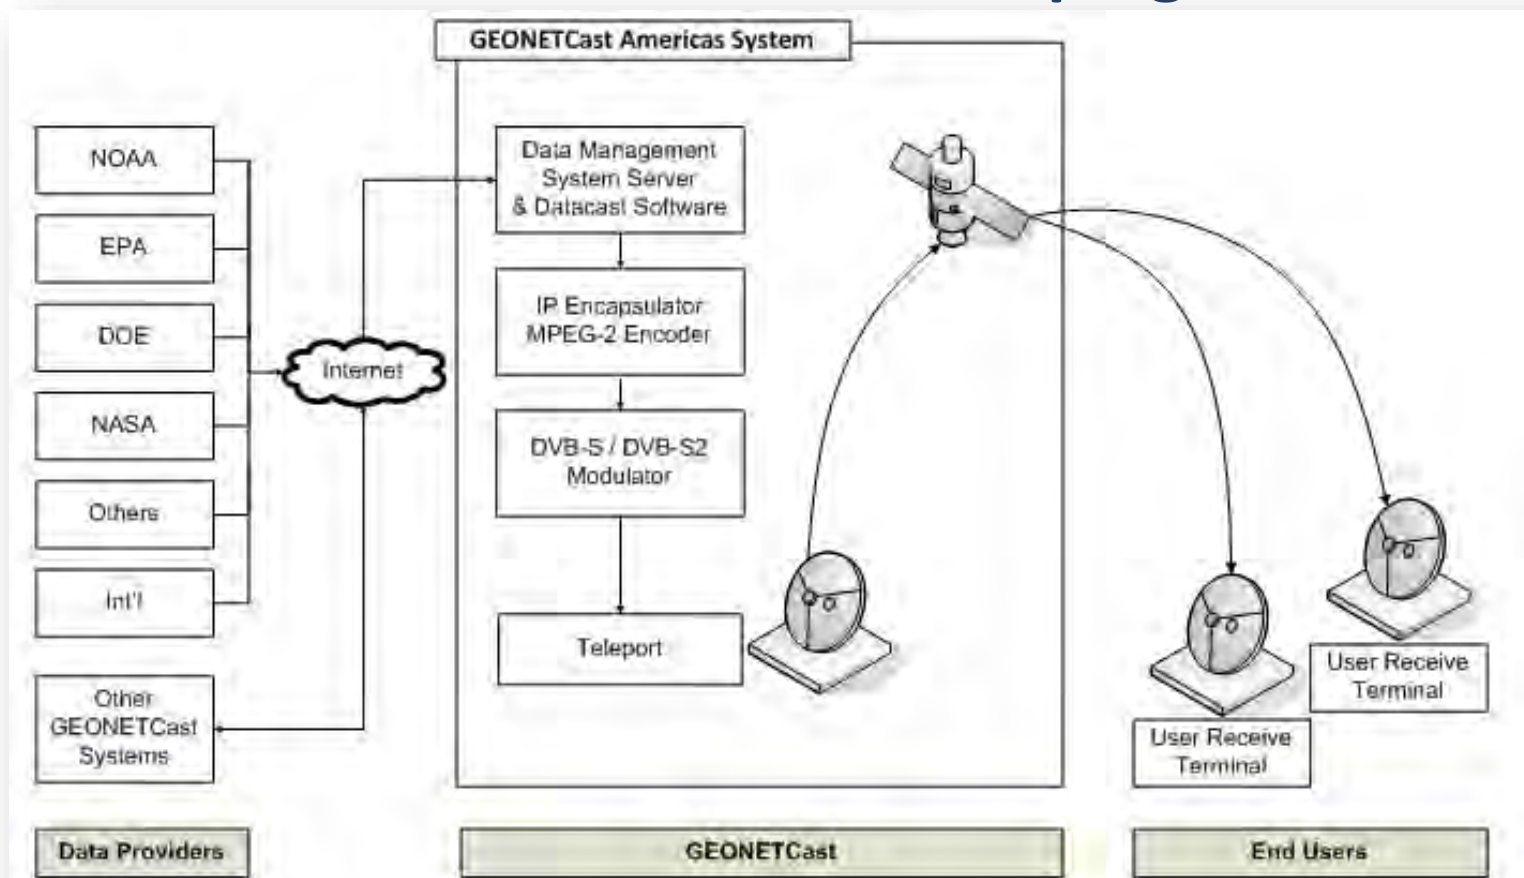 GEONETCast Americas System
NOAA
EPA
DOE
NASA
Others
Int'l
Other
GEONETCast
Systems
Internet
Data Management
System Server
& Datacast Software
IP Encapsulator
MPEG-2 Encoder
DVB-S / DVB-S2
Modulator
Teleport
User Receive
Terminal
User Receive
Terminal
Data Providers
GEONETCast
End Users